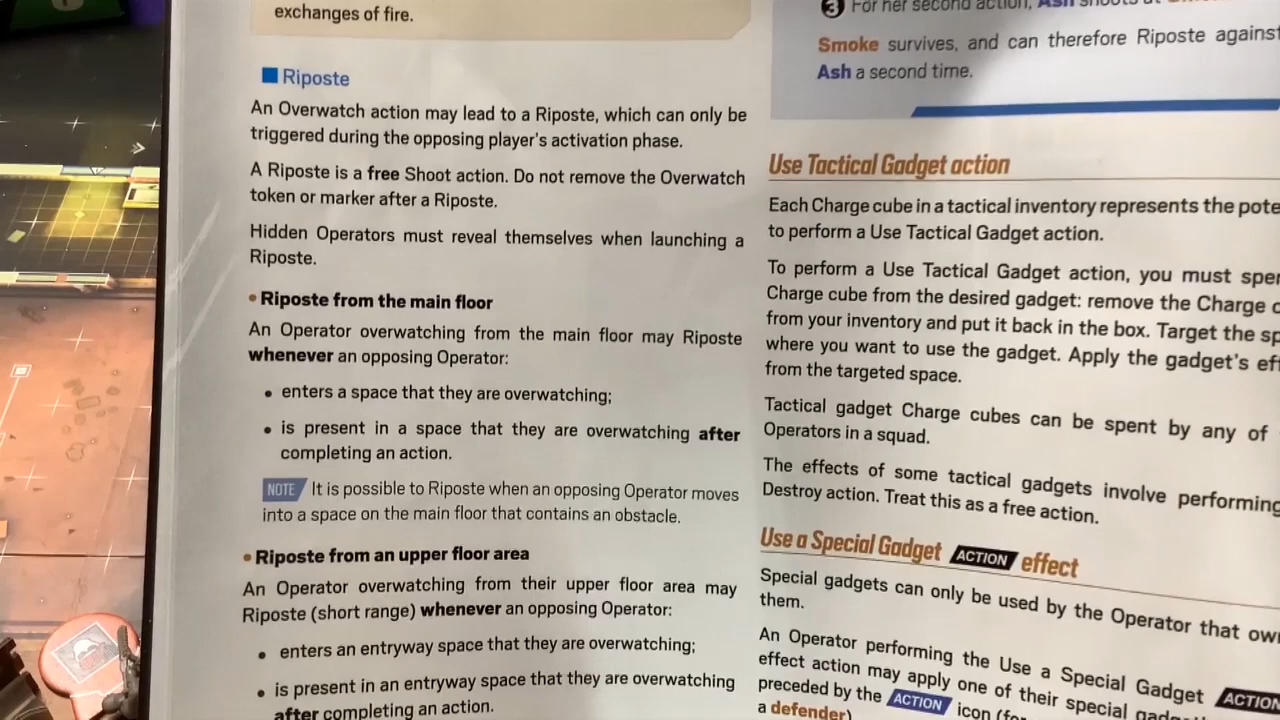 exchanges of fire.
Riposte
An Overwatch action may lead to a Riposte, which can only be
triggered during the opposing player's activation phase.
A Riposte is a free Shoot action. Do not remove the Overwatch
token or marker after a Riposte.
Hidden Operators must reveal themselves when launching a
Riposte.
• Riposte from the main floor
An Operator overwatching from the main floor may Riposte
whenever an opposing Operator:
• enters a space that they are overwatching;
• is present in a space that they are overwatching after
completing an action.
NOTE It is possible to Riposte when an opposing Operator moves
into a space on the main floor that contains an obstacle.
• Riposte from an upper floor area
An Operator overwatching from their upper floor area may
Riposte (short range) whenever an opposing Operator:
• enters an entryway space that they are overwatching;
• is present in an entryway space that they are overwatching
after completing an action.
3 For her second action, Ash shoots at
Smoke survives, and can therefore Riposte against
Ash a second time.
Use Tactical Gadget action
Each Charge cube in a tactical inventory represents the
to perform a Use Tactical Gadget action.
To perform a Use Tactical Gadget action, you must
Charge cube from the desired gadget: remove the Charge
from your inventory and put it back in the box. Target the
where you want to use the gadget. Apply the gadget's
from the targeted space.
Tactical gadget Charge cubes can be spent by any of
Operators in a squad.
The effects of some tactical gadgets involve performing
Destroy action. Treat this as a free action.
Use a Special Gadget ACTION effect
Special gadgets can only be used by the Operator that
them.
An Operator performing the Use a Special Gadget ACTION
effect action may apply one of their special
preceded by the ACTION icon
a defender)